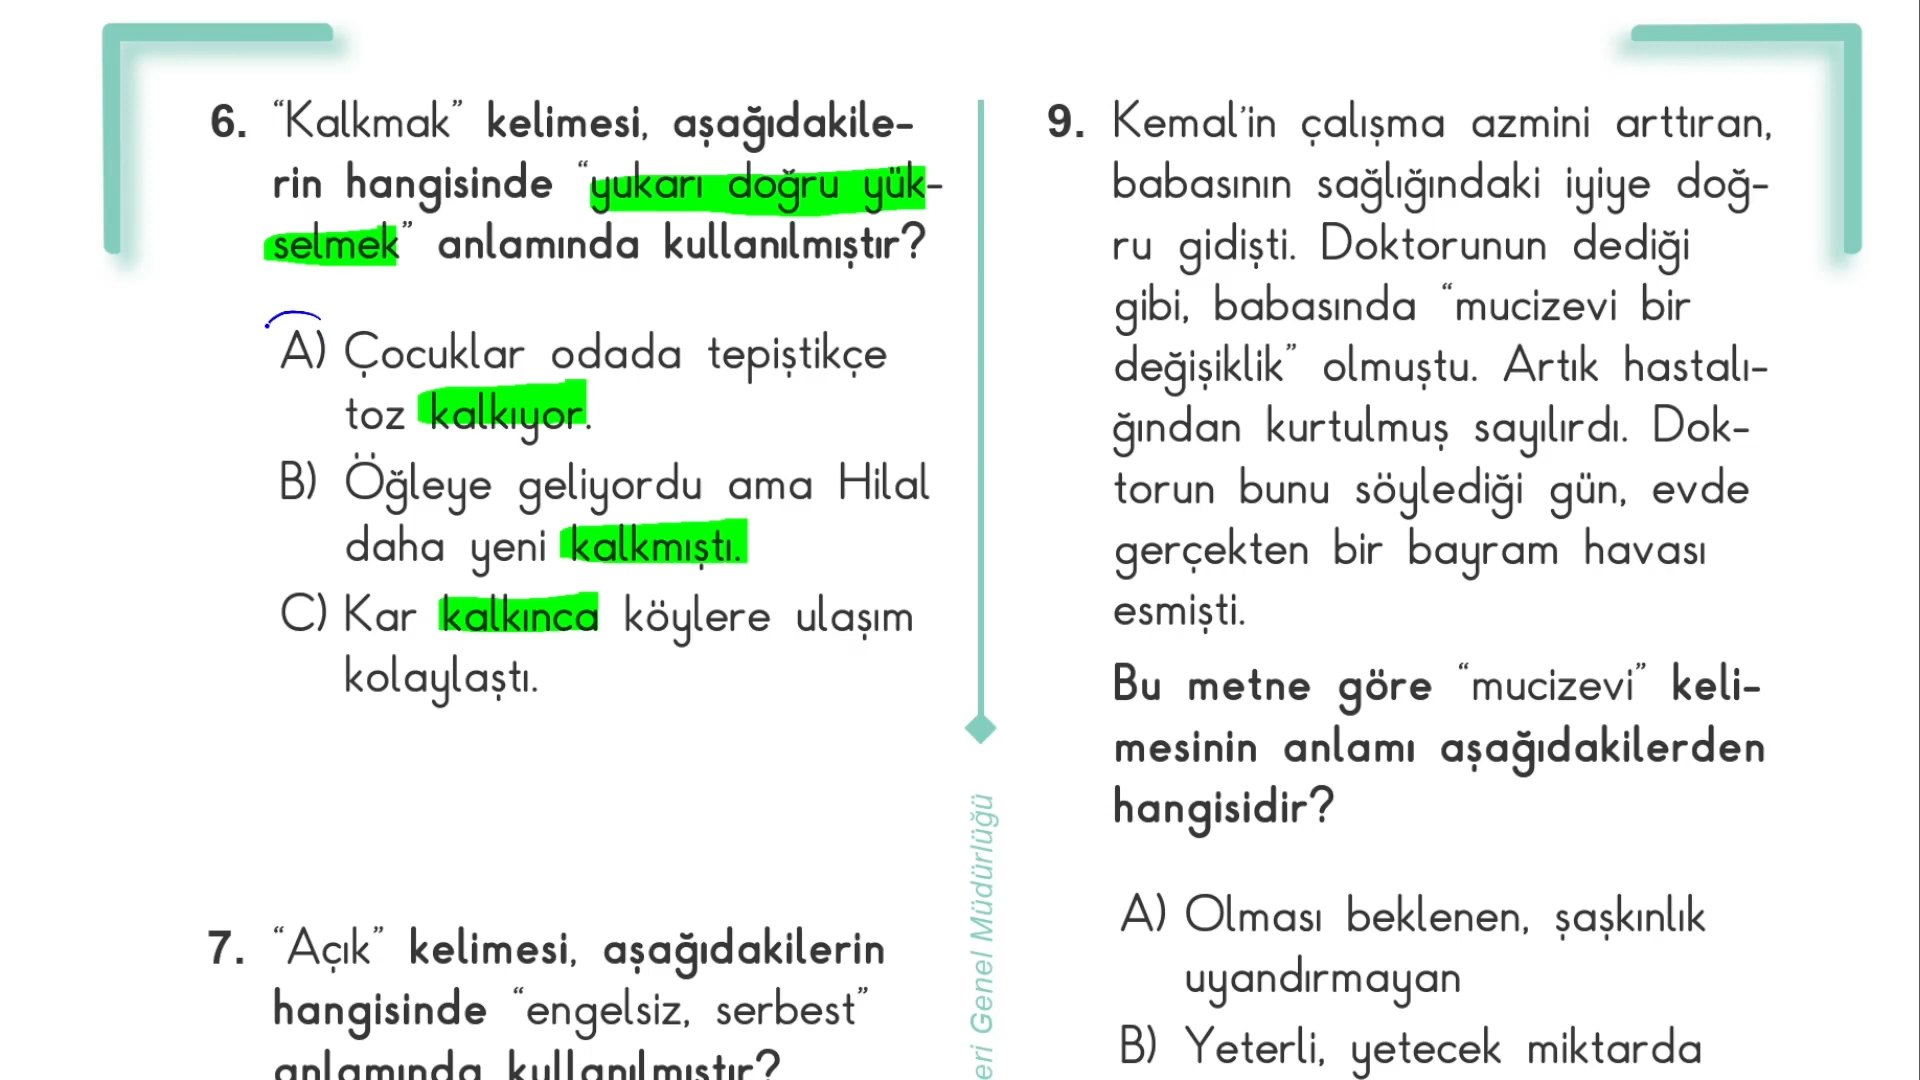 6. “Kalkmak” kelimesi, aşağıdakile-
rin hangisinde “yukarı doğru yük-
selmek” anlamında kullanılmıştır?
A) Çocuklar odada tepiştikçe
toz kalkıyor.
B) Öğleye geliyordu ama Hilal
daha yeni kalkmıştı.
C) Kar kalkınca köylere ulaşım
kolaylaştı.
7. “Açık” kelimesi, aşağıdakilerin
hangisinde “engelsiz, serbest”
anlamında kullanılmıştır?
eri Genel Müdürlüğü
9. Kemal’in çalışma azmini arttıran,
babasının sağlığındaki iyiye doğ-
ru gidişti. Doktorunun dediği
gibi, babasında “mucizevi bir
değişiklik” olmuştu. Artık hastalı-
ğından kurtulmuş sayılırdı. Dok-
torun bunu söylediği gün, evde
gerçekten bir bayram havası
esmişti.
Bu metne göre “mucizevi” keli-
mesinin anlamı aşağıdakilerden
hangisidir?
A) Olması beklenen, şaşkınlık
uyandırmayan
B) Yeterli, yetecek miktarda